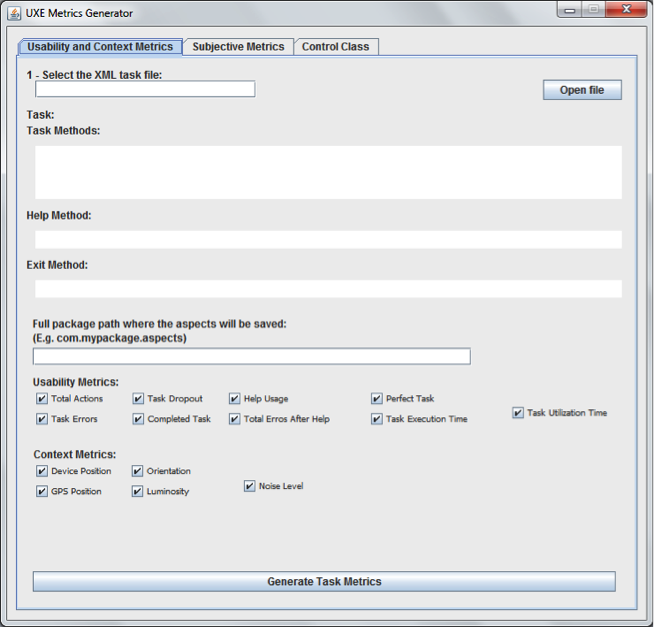 UXE Metrics Generator
Usability and Context Metrics Subjective Metrics Control Class
1 - Select the XML task file:
Open file
Task:
Task Methods:
Help Method:
Exit Method:
Full package path where the aspects will be saved:
(E.g. com.mypackage.aspects)
Usability Metrics:
Total Actions Task Dropout Help Usage Perfect Task
Task Errors Completed Task Total Erros After Help Task Execution Time Task Utilization Time
Context Metrics:
Device Position Orientation
GPS Position Luminosity Noise Level
Generate Task Metrics